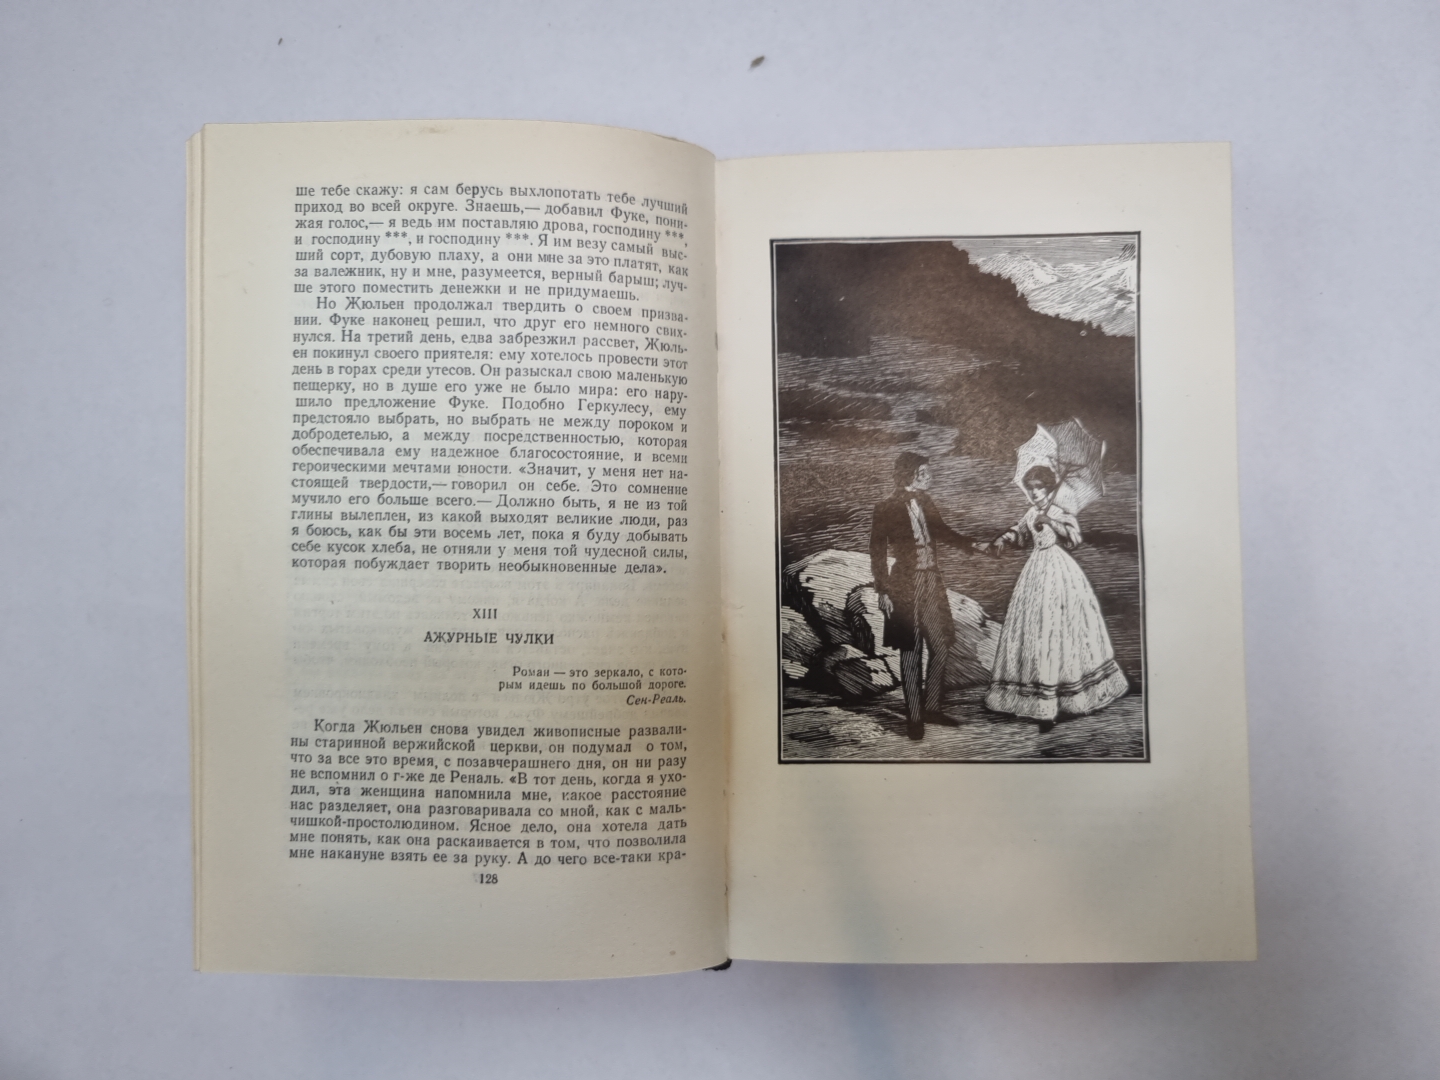 ше тебе скажу: я сам берусь выхлопотать тебе лучший
приход во всей округе. Знаешь,— добавил Фуке, пони-
жая голос,— я ведь им поставляю дрова, господину ***,
и господину ***, и господину ***. Я им везу самый выс-
ший сорт, дубовую плаху, а они мне за это платят, как
за валежник, ну и мне, разумеется, верный барыш; луч-
ше этого поместить денежки и не придумаешь.
Но Жюльен продолжал твердить о своем призва-
нии. Фуке наконец решил, что друг его немного свих-
нулся. На третий день, едва забрезжил рассвет, Жюль-
ен покинул своего приятеля: ему хотелось провести этот
день в горах среди утесов. Он разыскал свою маленькую
пещерку, но в душе его уже не было мира: его нару-
шило предложение Фуке. Подобно Геркулесу, ему
предстояло выбрать, но выбрать не между пороком и
добродетелью, а между посредственностью, которая
обеспечивала ему надежное благосостояние, и всеми
героическими мечтами юности. «Значит, у меня нет на-
стоящей твердости,— говорил он себе. Это сомнение
мучило его больше всего.— Должно быть, я не из той
глины вылеплен, из какой выходят великие люди, раз
я боюсь, как бы эти восемь лет, пока я буду добывать
себе кусок хлеба, не отняли у меня той чудесной силы,
которая побуждает творить необыкновенные дела».
XIII
АЖУРНЫЕ ЧУЛКИ
Роман — это зеркало, с кото-
рым идешь по большой дороге.
Сен-Реаль.
Когда Жюльен снова увидел живописные развали-
ны старинной вержийской церкви, он подумал о том,
что за все это время, с позавчерашнего дня, он ни разу
не вспомнил о г-же де Реналь. «В тот день, когда я ухо-
дил, эта женщина напомнила мне, какое расстояние
нас разделяет, она разговаривала со мной, как с маль-
чишкой-простолюдином. Ясное дело, она хотела дать
мне понять, как она раскаивается в том, что позволила
мне накануне взять ее за руку. А до чего все-таки кра-
128